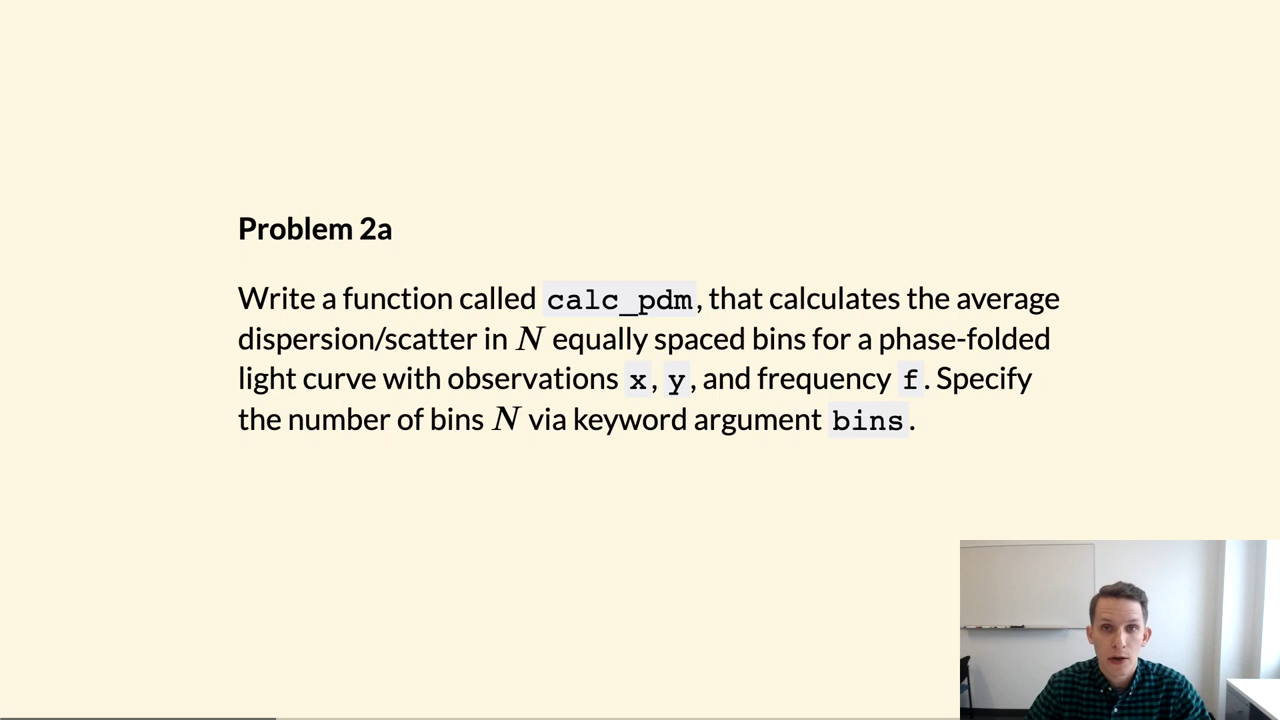 Problem 2a
Write a function called calc_pdm, that calculates the average
dispersion/scatter in N equally spaced bins for a phase-folded
light curve with observations x, y, and frequency f. Specify
the number of bins N via keyword argument bins.